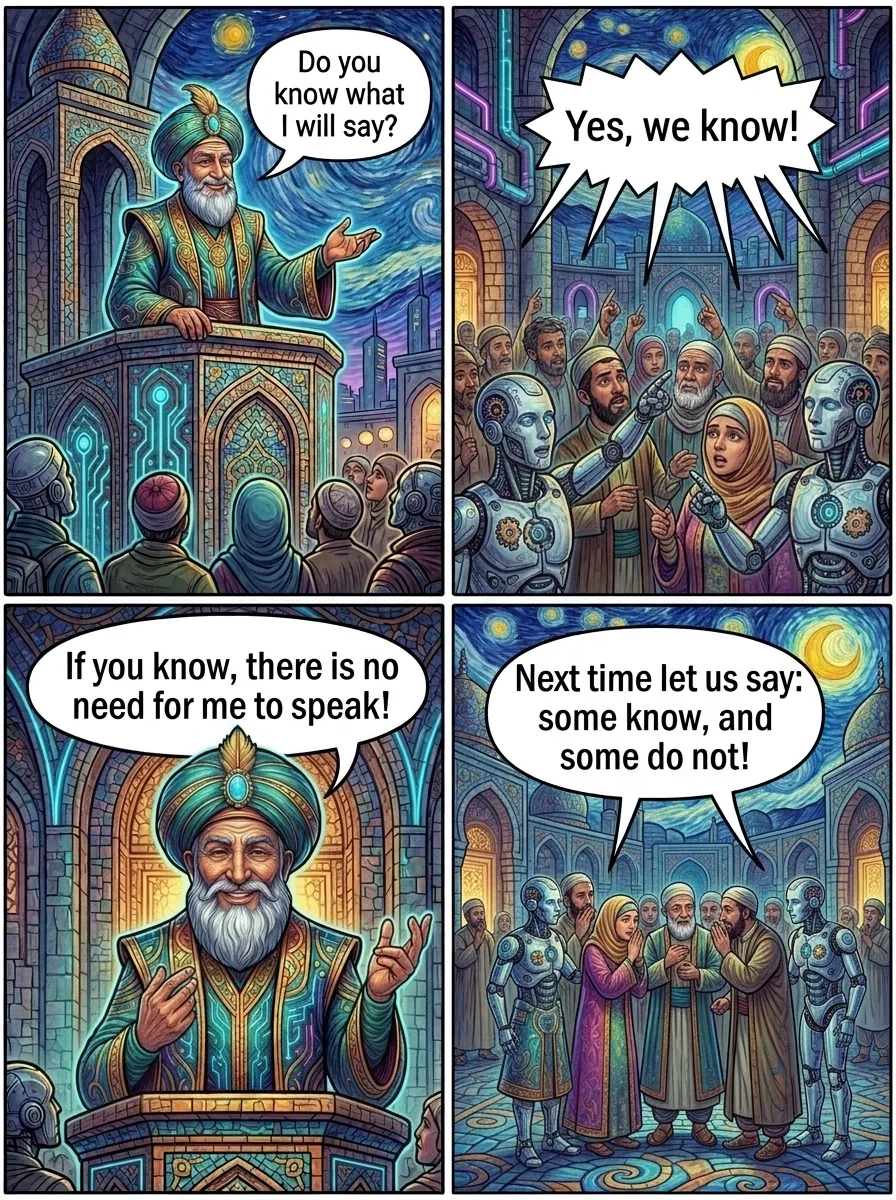 Do you
know what
I will say?
Yes, we know!
If you know, there is no
need for me to speak!
Next time let us say:
some know, and
some do not!